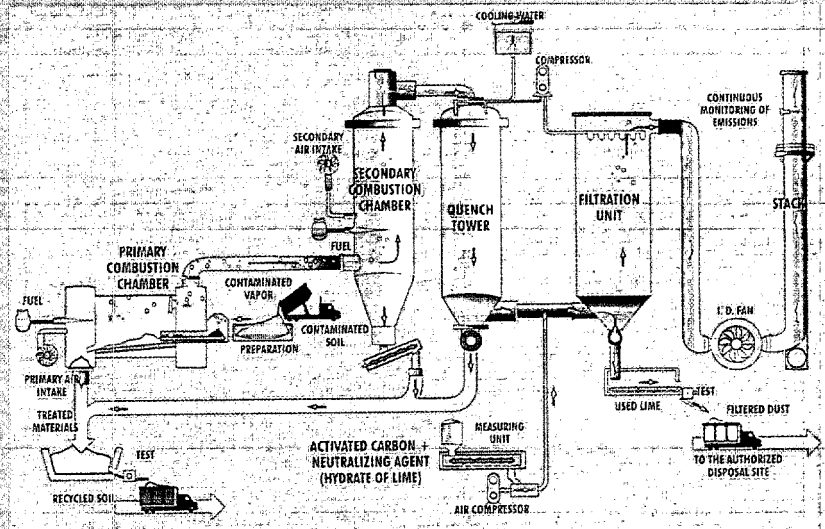 COOLING WATER
COMPRESSOR
CONTINUOUS
MONITORING OF
EMISSIONS
SECONDARY
AIR INTAKE
SECONDARY
COMBUSTION
CHAMBER
QUENCH
TOWER
FILTRATION
UNIT
STACK
FUEL
PRIMARY
COMBUSTION
CHAMBER
CONTAMINATED
VAPOR
FUEL
CONTAMINATED
SOIL
PREPARATION
I. D. FAN
PRIMARY AIR
INTAKE
TREATED
MATERIALS
USED LIME
TEST
FILTERED DUST
MEASURING
UNIT
ACTIVATED CARBON +
NEUTRALIZING AGENT
(HYDRATE OF LIME)
TO THE AUTHORIZED
DISPOSAL SITE
TEST
RECYCLED SOIL
AIR COMPRESSOR